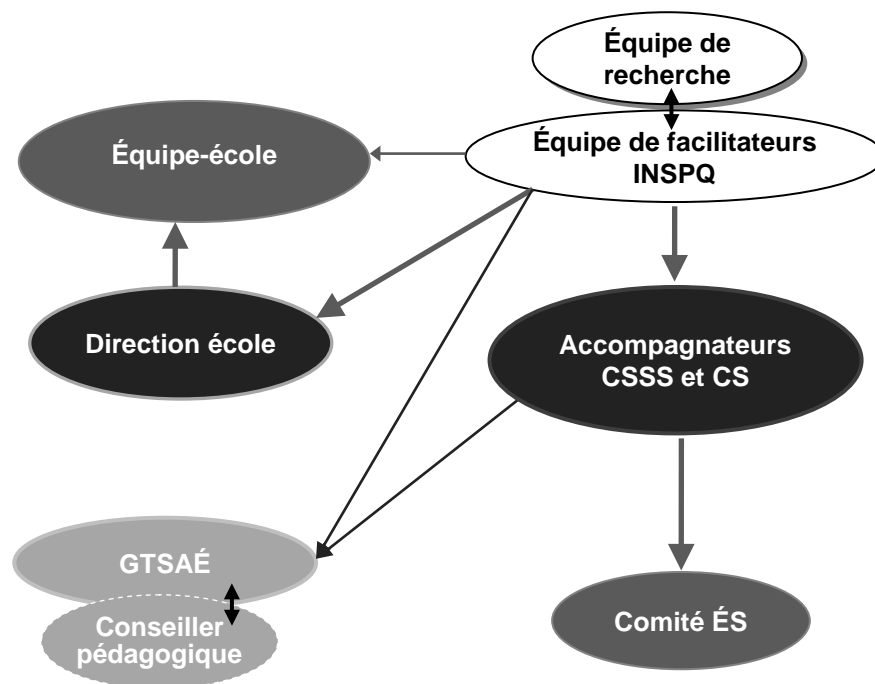 Équipe de
recherche
Équipe de facilitateurs
INSPQ
Équipe-école
Direction école
Accompagnateurs
CSSS et CS
GTSAÉ
Conseiller
pédagogique
Comité ÉS